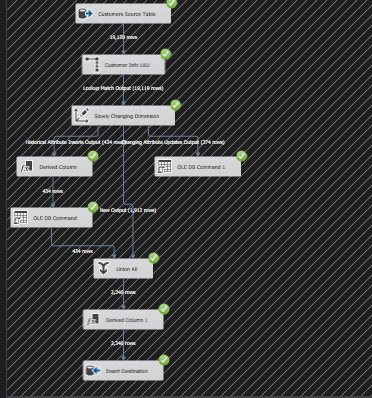 Customers Source Table
19,120 rows
Customer Info LKU
Lookup Match Output (19,119 rows)
Slowly Changing Dimension
Historical Attribute Inserts Output (434 rows)
Changing Attribute Updates Output (374 rows)
Derived Column
OLE DB Command 1
434 rows
OLE DB Command
New Output (1,912 rows)
434 rows
Union All
2,346 rows
Derived Column 1
2,346 rows
Insert Destination